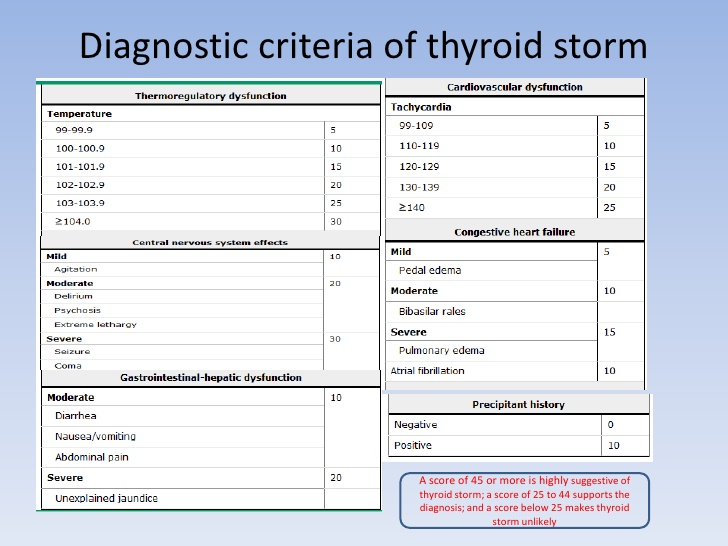 Diagnostic criteria of thyroid storm
Thermoregulatory dysfunction
Temperature
99-99.9 5
100-100.9 10
101-101.9 15
102-102.9 20
103-103.9 25
≥104.0 30
Central nervous system effects
Mild 10
Agitation
Moderate 20
Delirium
Psychosis
Extreme lethargy
Severe 30
Seizure
Coma
Gastrointestinal-hepatic dysfunction
Moderate 10
Diarrhea
Nausea/vomiting
Abdominal pain
Severe 20
Unexplained jaundice
Cardiovascular dysfunction
Tachycardia
99-109 5
110-119 10
120-129 15
130-139 20
≥140 25
Congestive heart failure
Mild 5
Pedal edema
Moderate 10
Bibasilar rales
Severe 15
Pulmonary edema
Atrial fibrillation 10
Precipitant history
Negative 0
Positive 10
A score of 45 or more is highly suggestive of
thyroid storm; a score of 25 to 44 supports the
diagnosis; and a score below 25 makes thyroid
storm unlikely